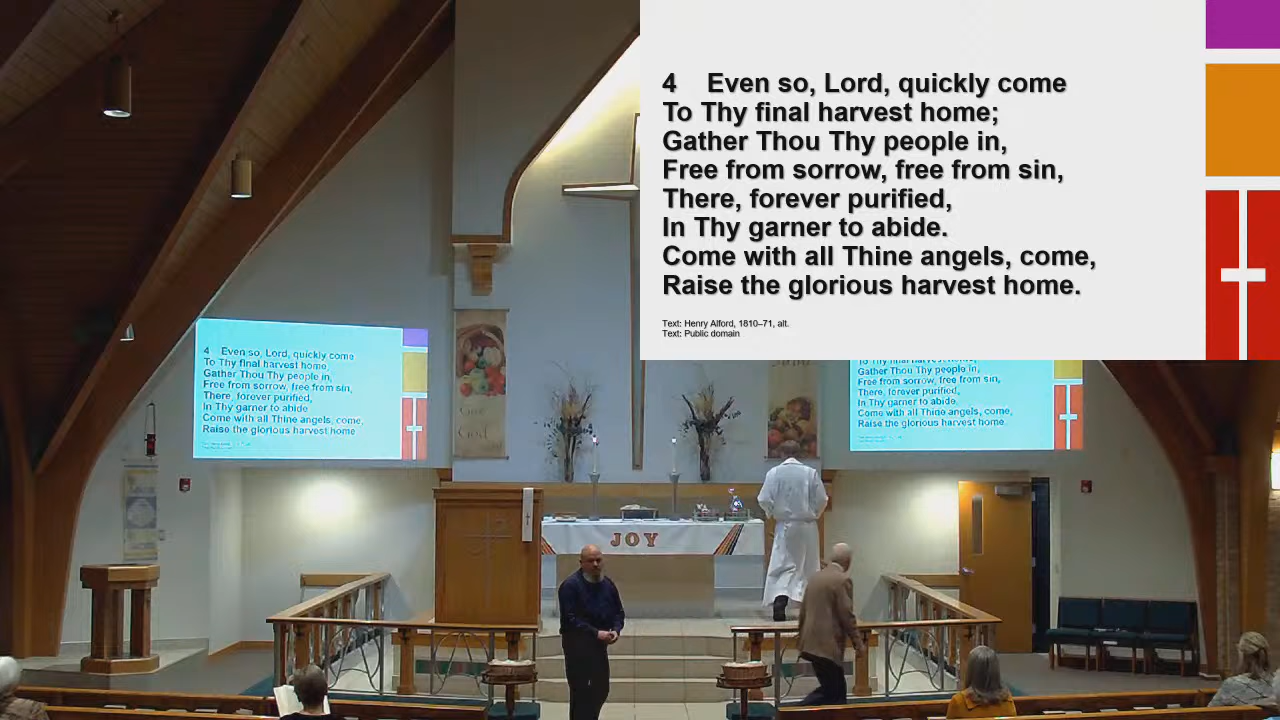 4 Even so, Lord, quickly come
To Thy final harvest home;
Gather Thou Thy people in,
Free from sorrow, free from sin,
There, forever purified,
In Thy garner to abide.
Come with all Thine angels, come,
Raise the glorious harvest home.
Text: Henry Alford, 1810–71, alt.
Text: Public domain
4 Even so, Lord, quickly come
To Thy final harvest home,
Gather Thou Thy people in,
Free from sorrow, free from sin,
There, forever purified,
In Thy garner to abide
Come with all Thine angels, come,
Raise the glorious harvest home
To Thy final harvest home,
Gather Thou Thy people in,
Free from sorrow, free from sin,
There, forever purified,
In Thy garner to abide.
Come with all Thine angels, come,
Raise the glorious harvest home.
God
JOY